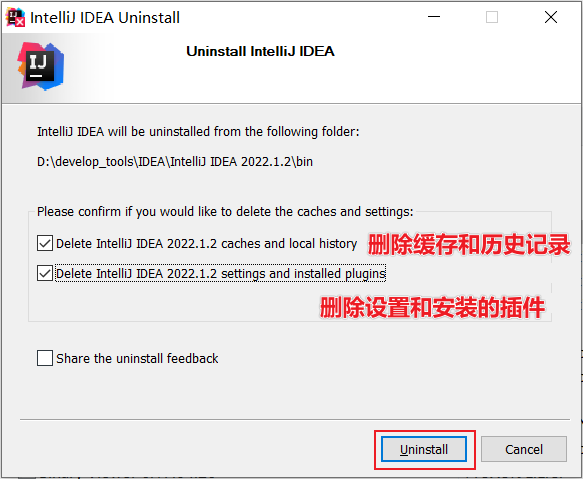 IntelliJ IDEA Uninstall
Uninstall IntelliJ IDEA
IJ
IntelliJ IDEA will be uninstalled from the following folder:
D:\develop_tools\IDEA\IntelliJ IDEA 2022.1.2\bin
Please confirm if you would like to delete the caches and settings:
Delete IntelliJ IDEA 2022.1.2 caches and local history 删除缓存和历史记录
Delete IntelliJ IDEA 2022.1.2 settings and installed plugins
删除设置和安装的插件
Share the uninstall feedback
Uninstall Cancel